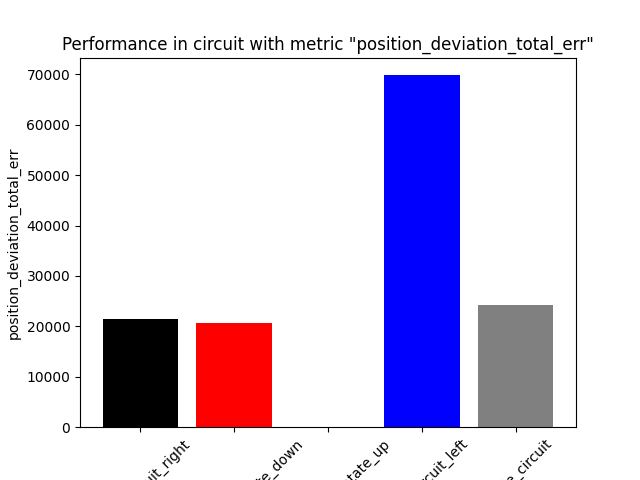 Performance in circuit with metric "position_deviation_total_err"
position_deviation_total_err
70000
60000
50000
40000
30000
20000
10000
0
uit_right
e_down
tate_up
rcuit_left
e_circuit